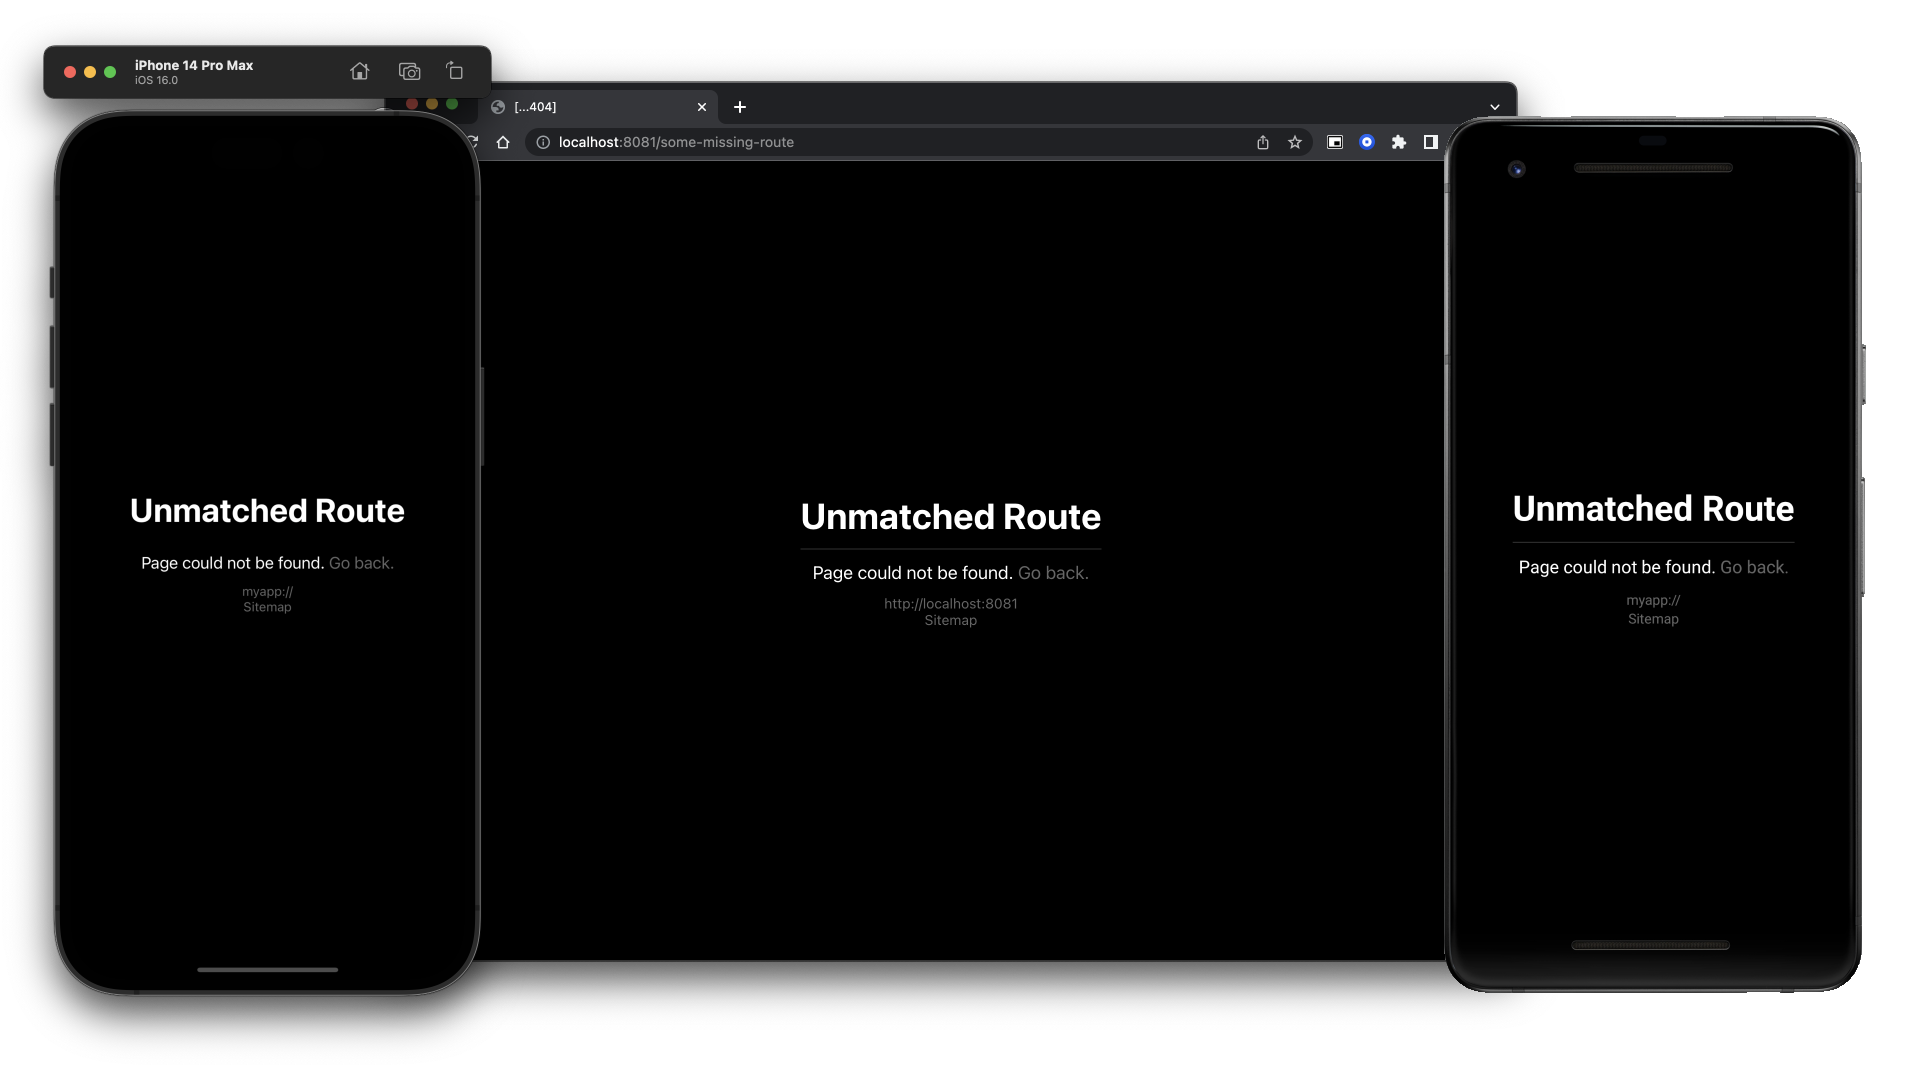 iPhone 14 Pro Max
iOS 16.0
[...404]
localhost:8081/some-missing-route
Unmatched Route
Page could not be found. Go back.
myapp://
Sitemap
Unmatched Route
Page could not be found. Go back.
http://localhost:8081
Sitemap
Unmatched Route
Page could not be found. Go back.
myapp://
Sitemap